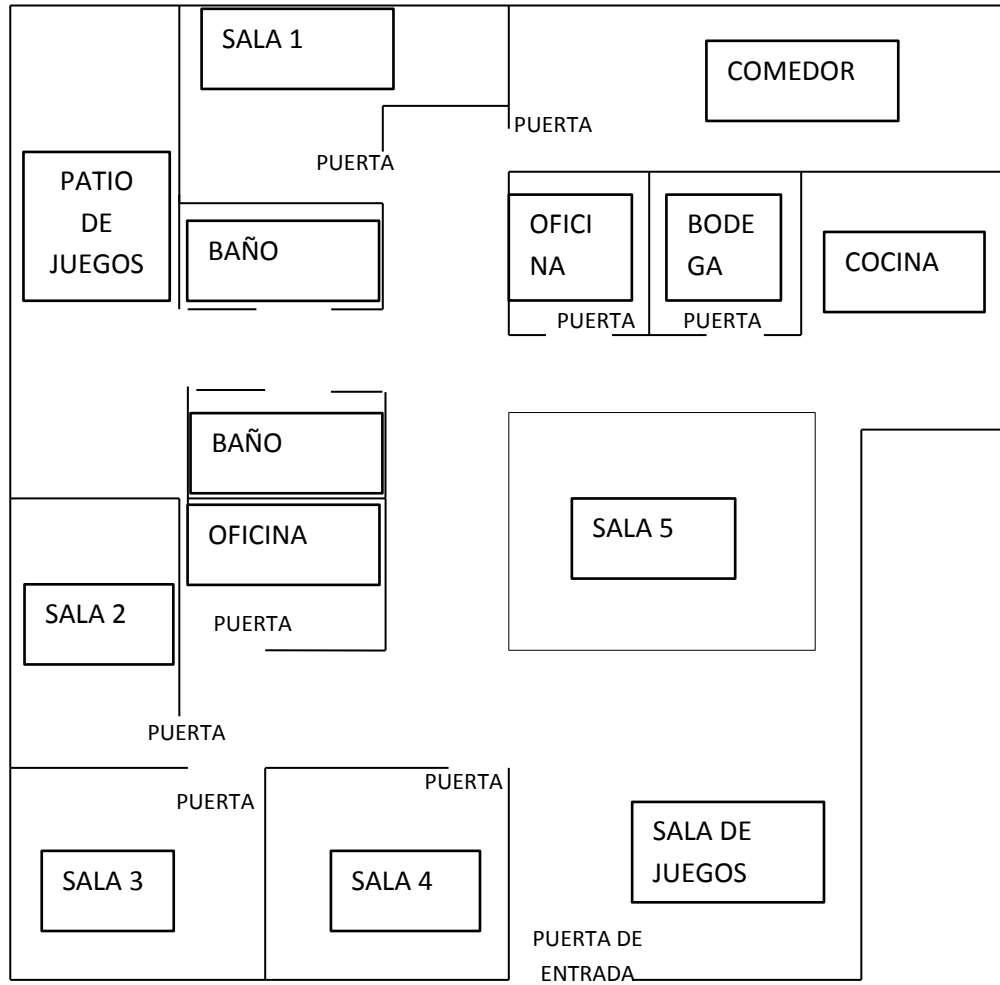 SALA 1
COMEDOR
PUERTA
PUERTA
PATIO
DE
JUEGOS
BAÑO
OFICI
NA
BODE
GA
COCINA
PUERTA
PUERTA
BAÑO
OFICINA
SALA 5
SALA 2
PUERTA
PUERTA
PUERTA
PUERTA
SALA DE
JUEGOS
SALA 3
SALA 4
PUERTA DE
ENTRADA